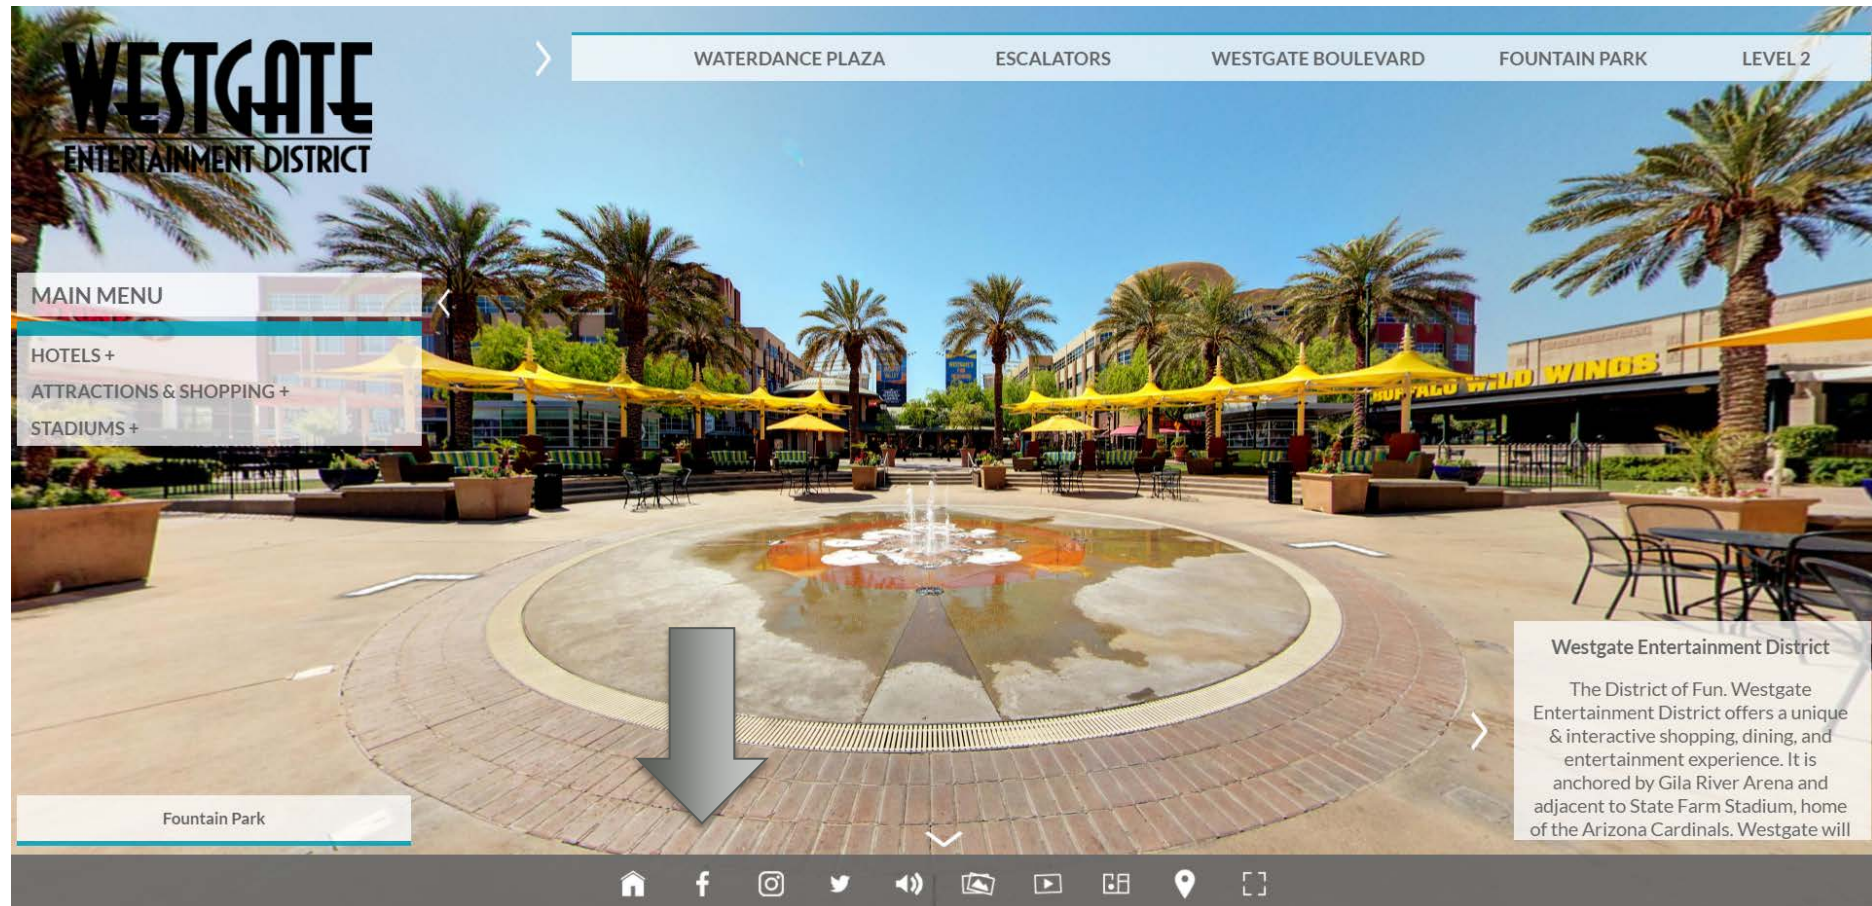 WESTGATE
ENTERTAINMENT DISTRICT
WATERDANCE PLAZA
ESCALATORS
WESTGATE BOULEVARD
FOUNTAIN PARK
LEVEL 2
MAIN MENU
HOTELS +
ATTRACTIONS & SHOPPING +
STADIUMS +
BUFFALO WILD WINGS
Westgate Entertainment District
The District of Fun. Westgate
Entertainment District offers a unique
& interactive shopping, dining, and
entertainment experience. It is
anchored by Gila River Arena and
adjacent to State Farm Stadium, home
of the Arizona Cardinals. Westgate will
Fountain Park